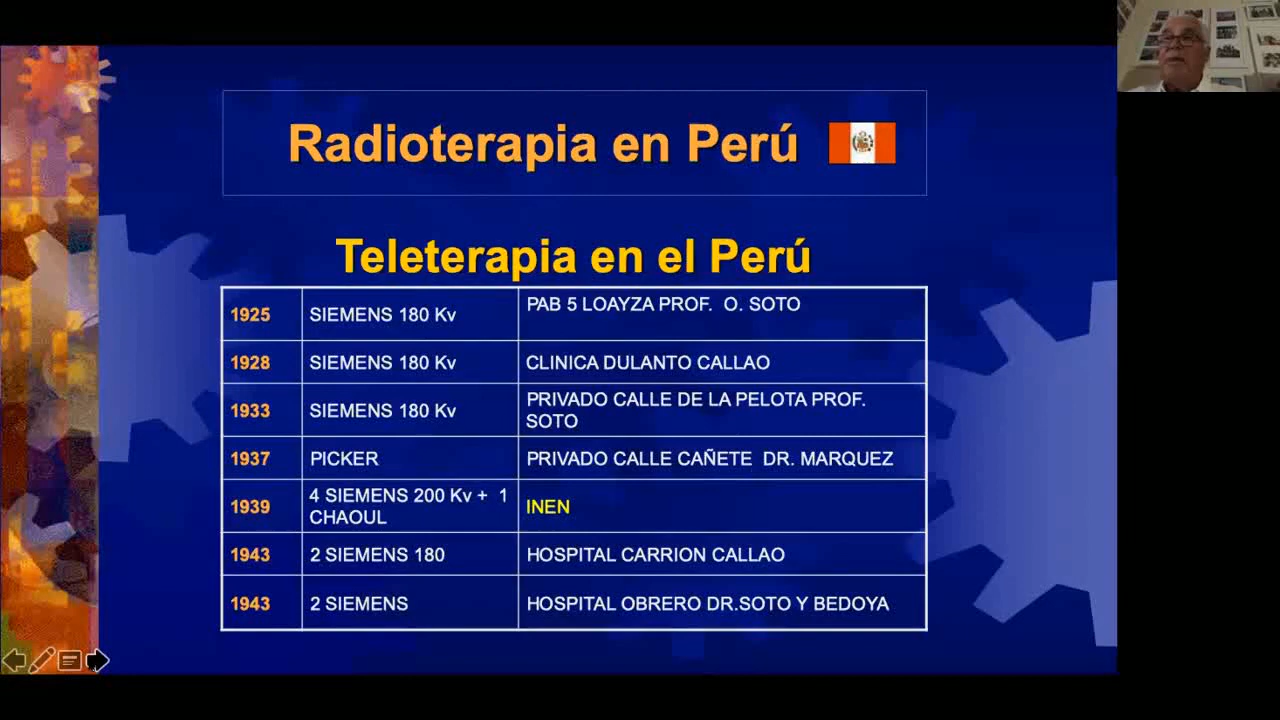 Radioterapia en Perú
Teleterapia en el Perú
1925 SIEMENS 180 Kv PAB 5 LOAYZA PROF. O. SOTO
1928 SIEMENS 180 Kv CLINICA DULANTO CALLAO
1933 SIEMENS 180 Kv PRIVADO CALLE DE LA PELOTA PROF.
SOTO
1937 PICKER PRIVADO CALLE CAÑETE DR. MARQUEZ
1939 4 SIEMENS 200 Kv + 1
CHAOUL INEN
1943 2 SIEMENS 180 HOSPITAL CARRION CALLAO
1943 2 SIEMENS HOSPITAL OBRERO DR.SOTO Y BEDOYA